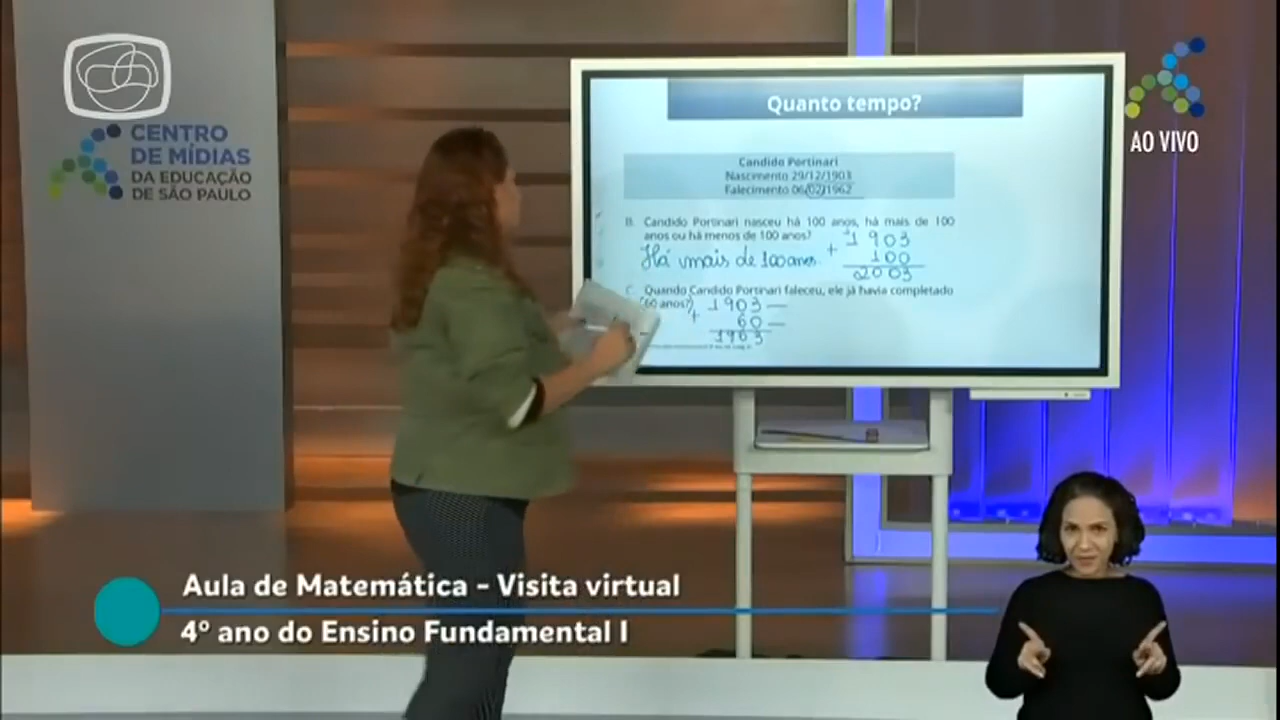 CENTRO
DE MÍDIAS
DA EDUCAÇÃO
DE SÃO PAULO
AO VIVO
Quanto tempo?
Candido Portinari
Nascimento 29/12/1903
Falecimento 06/02/1962
B. Candido Portinari nasceu há 100 anos, há mais de 100
anos ou há menos de 100 anos?
Há mais de 100 anos.
1903
+ 100
2003
C. Quando Candido Portinari faleceu, ele já havia completado
60 anos?
1903
+ 60
1963
Aula de Matemática - Visita virtual
4º ano do Ensino Fundamental I